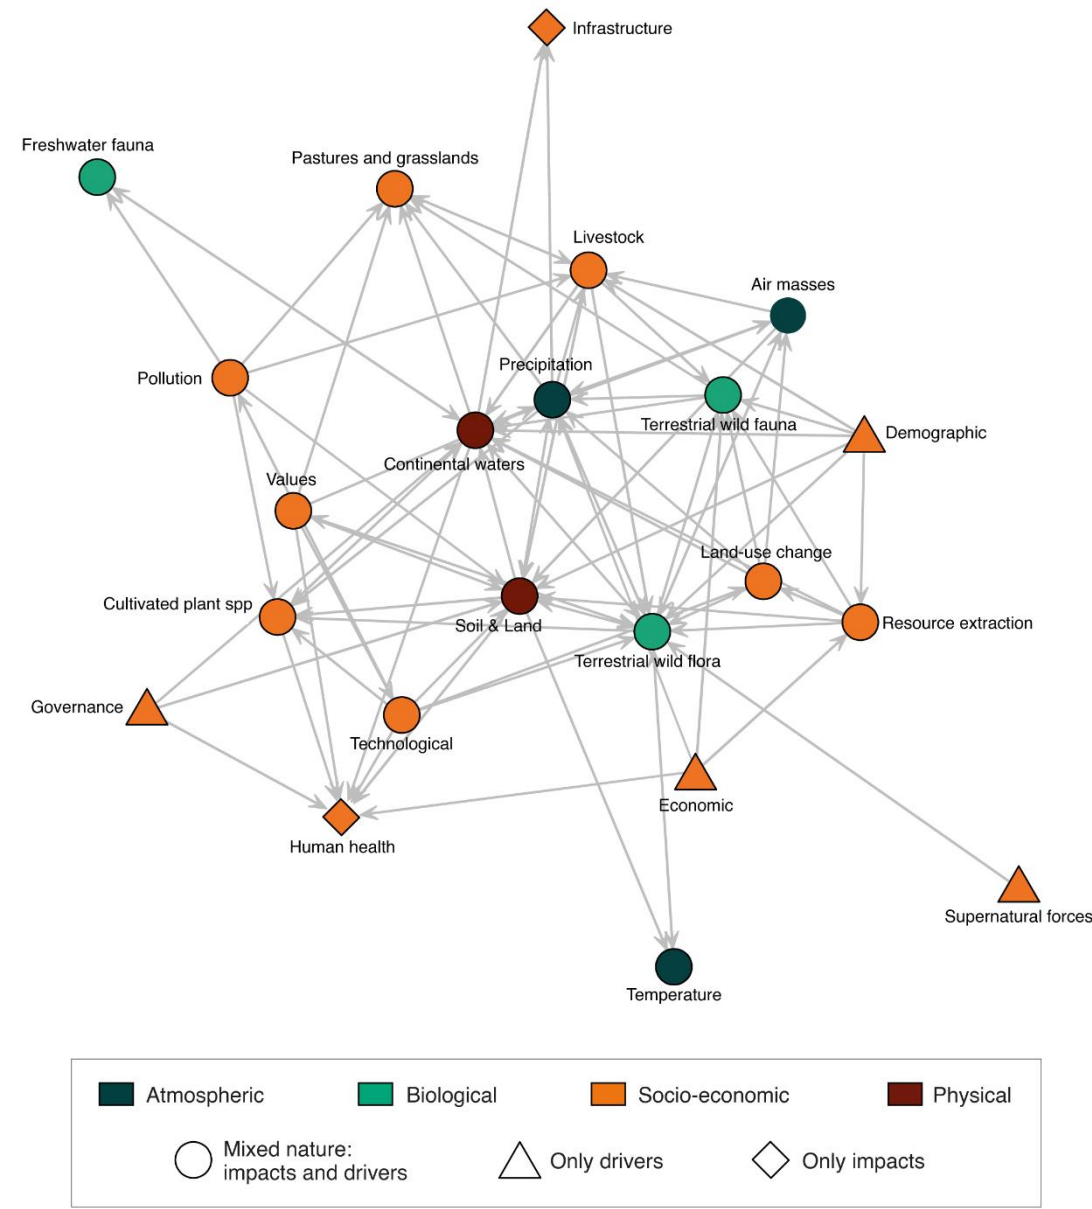 Infrastructure
Freshwater fauna
Pastures and grasslands
Livestock
Air masses
Precipitation
Pollution
Terrestrial wild fauna
Demographic
Continental waters
Values
Land-use change
Cultivated plant spp
Soil & Land
Resource extraction
Terrestrial wild flora
Governance
Technological
Economic
Human health
Supernatural forces
Temperature
Atmospheric
Biological
Socio-economic
Physical
Mixed nature:
impacts and drivers
Only drivers
Only impacts